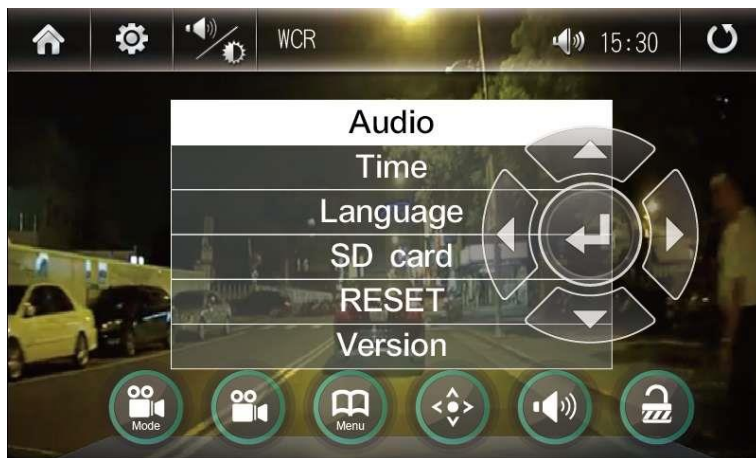 WCR 15:30
Audio
Time
Language
SD card
RESET
Version
Mode
Menu